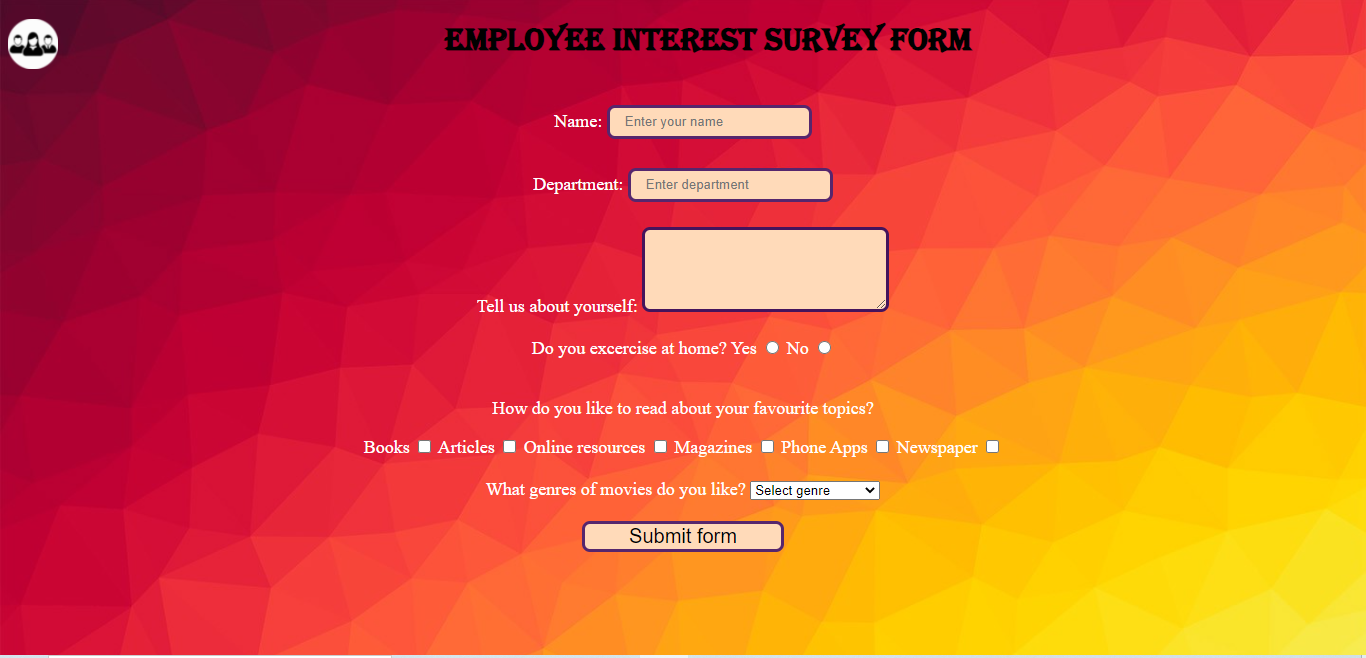 EMPLOYEE INTEREST SURVEY FORM
Name: Enter your name
Department: Enter department
Tell us about yourself:
Do you excercise at home? Yes No
How do you like to read about your favourite topics?
Books Articles Online resources Magazines Phone Apps Newspaper
What genres of movies do you like? Select genre
Submit form